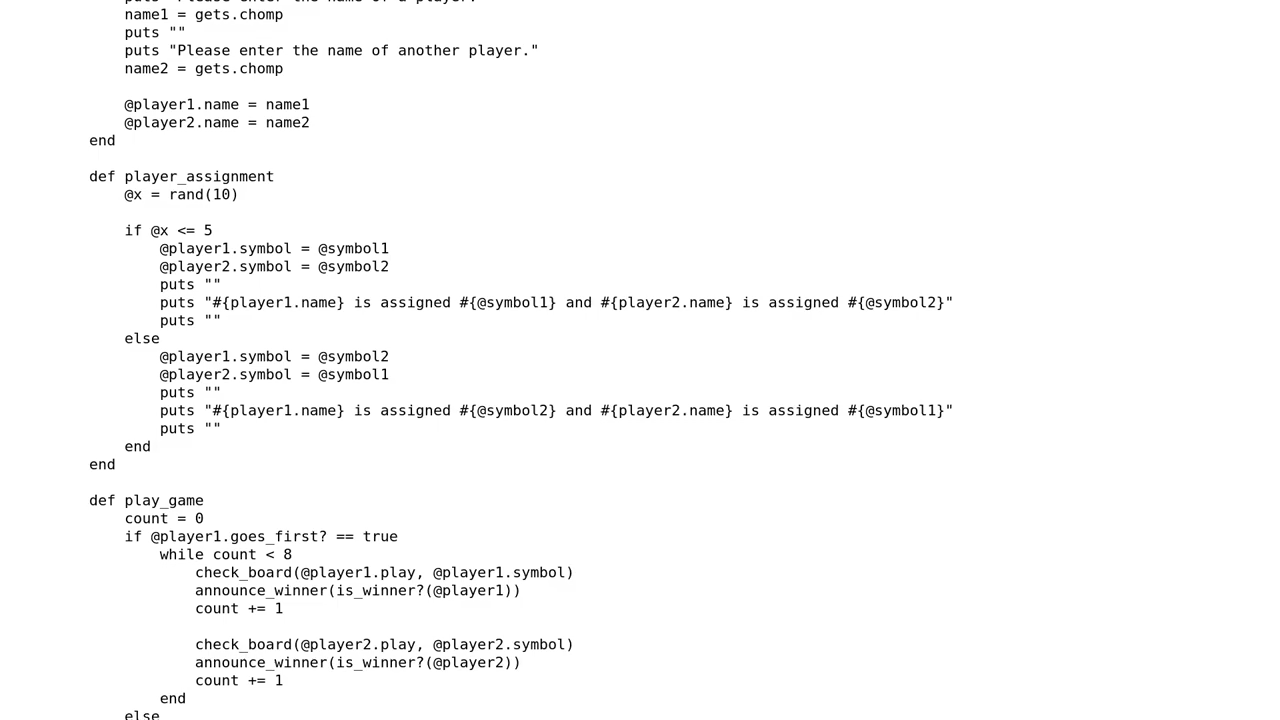 name1 = gets.chomp
puts ""
puts "Please enter the name of another player."
name2 = gets.chomp
@player1.name = name1
@player2.name = name2
end
def player_assignment
@x = rand(10)
if @x <= 5
@player1.symbol = @symbol1
@player2.symbol = @symbol2
puts ""
puts "#{player1.name} is assigned #{@symbol1} and #{player2.name} is assigned #{@symbol2}"
puts ""
else
@player1.symbol = @symbol2
@player2.symbol = @symbol1
puts ""
puts "#{player1.name} is assigned #{@symbol2} and #{player2.name} is assigned #{@symbol1}"
puts ""
end
end
def play_game
count = 0
if @player1.goes_first? == true
while count < 8
check_board(@player1.play, @player1.symbol)
announce_winner(is_winner?(@player1))
count += 1
check_board(@player2.play, @player2.symbol)
announce_winner(is_winner?(@player2))
count += 1
end
else